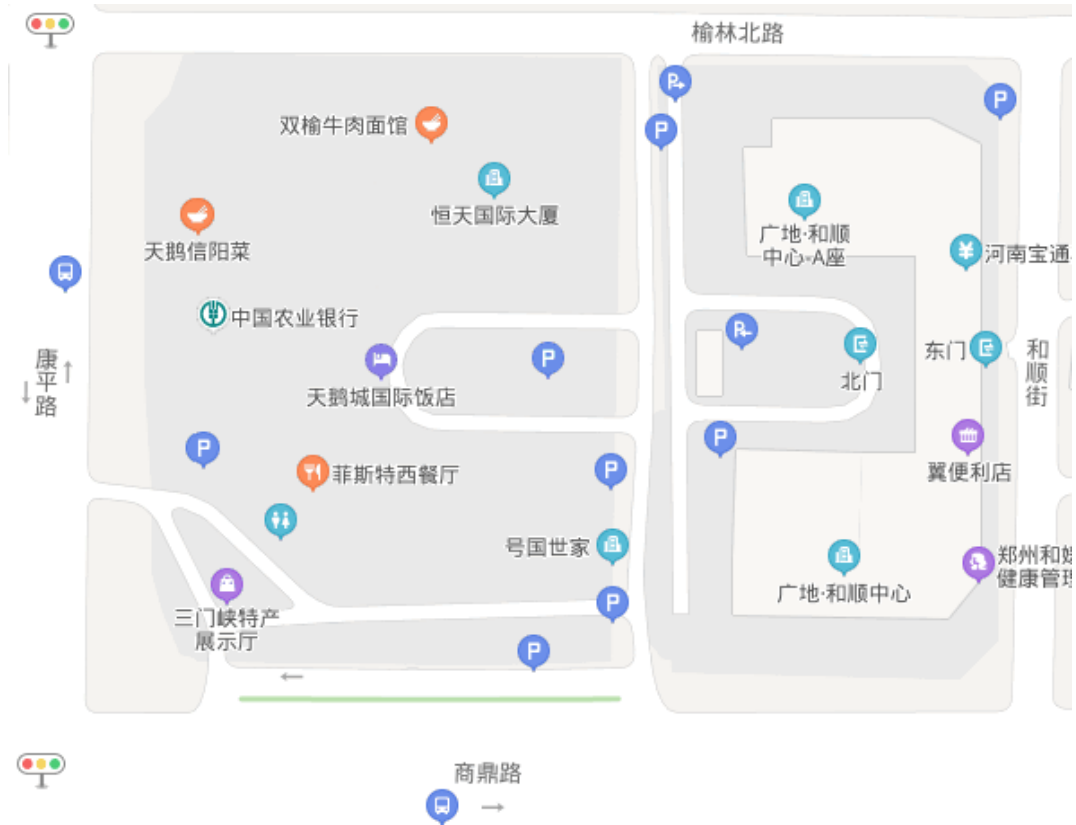 榆林北路
双榆牛肉面馆
恒天国际大厦
广地·和顺
中心-A座
天鹅信阳菜
河南宝通
中国农业银行
康平路
天鹅城国际饭店
北门
东门
和顺街
菲斯特西餐厅
翼便利店
号国世家
广地·和顺中心
郑州和
健康管理
三门峡特产
展示厅
商鼎路
P
P
P
P
P
P
P
P
P
P
P